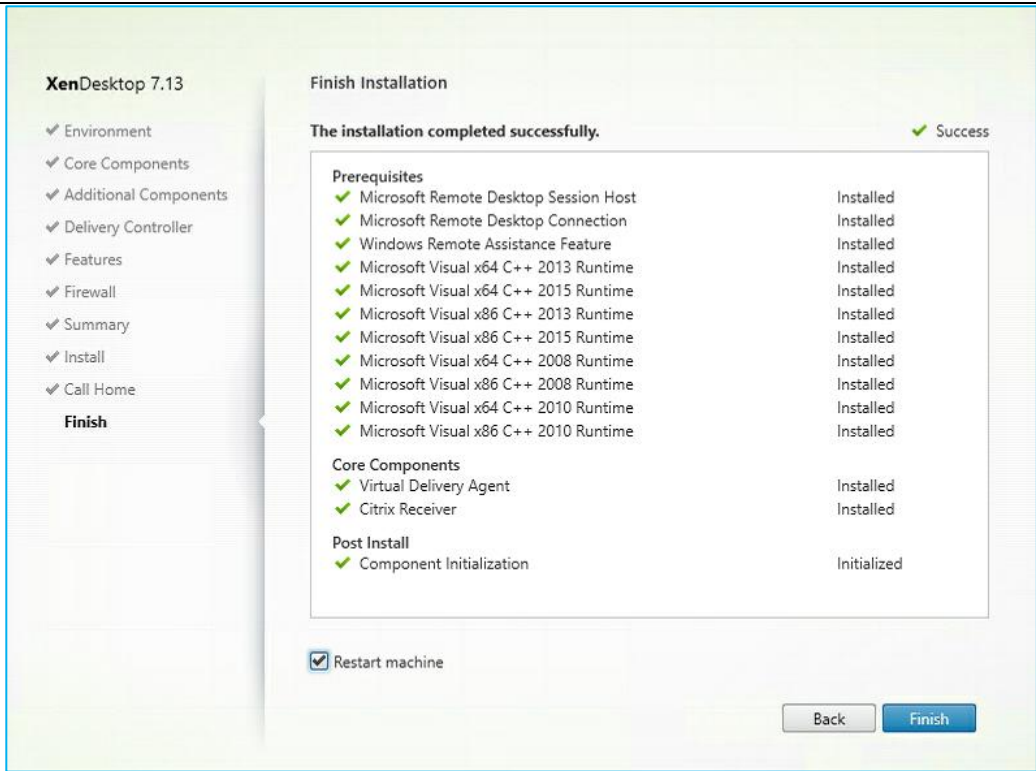 XenDesktop 7.13
Environment
Core Components
Additional Components
Delivery Controller
Features
Firewall
Summary
Install
Call Home
Finish
Finish Installation
The installation completed successfully. Success
Prerequisites
Microsoft Remote Desktop Session Host Installed
Microsoft Remote Desktop Connection Installed
Windows Remote Assistance Feature Installed
Microsoft Visual x64 C++ 2013 Runtime Installed
Microsoft Visual x64 C++ 2015 Runtime Installed
Microsoft Visual x86 C++ 2013 Runtime Installed
Microsoft Visual x86 C++ 2015 Runtime Installed
Microsoft Visual x64 C++ 2008 Runtime Installed
Microsoft Visual x86 C++ 2008 Runtime Installed
Microsoft Visual x64 C++ 2010 Runtime Installed
Microsoft Visual x86 C++ 2010 Runtime Installed
Core Components
Virtual Delivery Agent Installed
Citrix Receiver Installed
Post Install
Component Initialization Initialized
Restart machine
Back Finish